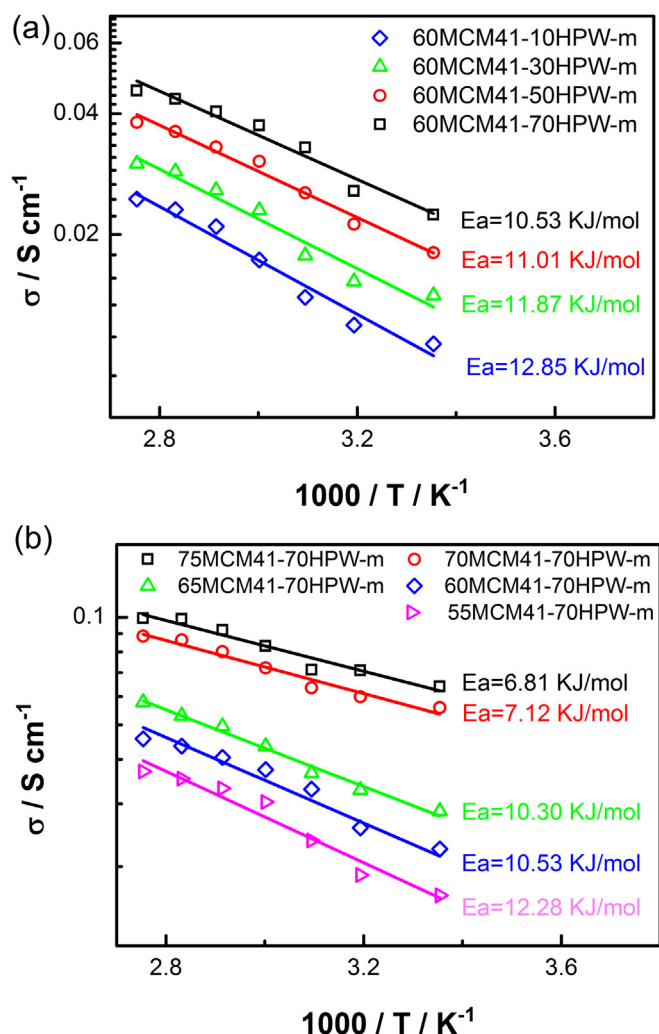 (a)
0.06
60MCM41-10HPW-m
60MCM41-30HPW-m
0.04
60MCM41-50HPW-m
60MCM41-70HPW-m
σ / S cm⁻¹
0.02
Ea=10.53 KJ/mol
Ea=11.01 KJ/mol
Ea=11.87 KJ/mol
Ea=12.85 KJ/mol
2.8 3.2 3.6
1000 / T / K⁻¹
(b)
75MCM41-70HPW-m 70MCM41-70HPW-m
65MCM41-70HPW-m 60MCM41-70HPW-m
55MCM41-70HPW-m
0.1
σ / S cm⁻¹
Ea=6.81 KJ/mol
Ea=7.12 KJ/mol
Ea=10.30 KJ/mol
Ea=10.53 KJ/mol
Ea=12.28 KJ/mol
2.8 3.2 3.6
1000 / T / K⁻¹